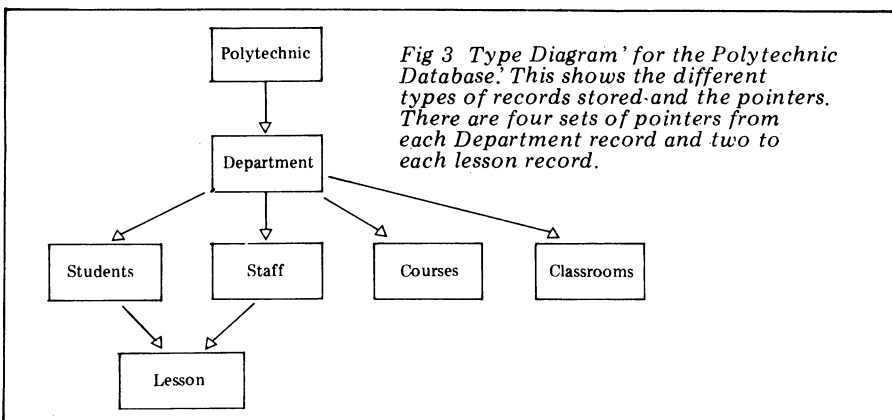 Polytechnic
Fig 3 Type Diagram' for the Polytechnic
Database.' This shows the different
types of records stored and the pointers.
There are four sets of pointers from
each Department record and two to
each lesson record.
Department
Students
Staff
Courses
Classrooms
Lesson